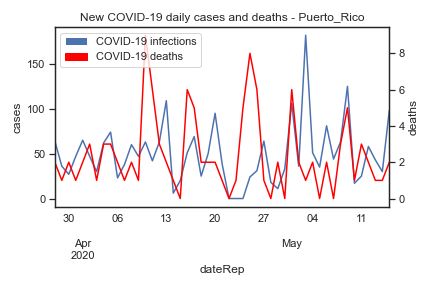 New COVID-19 daily cases and deaths - Puerto_Rico
COVID-19 infections
COVID-19 deaths
cases
150
100
50
0
deaths
8
6
4
2
0
30 06 13 20 27 04 11
Apr May
2020
dateRep